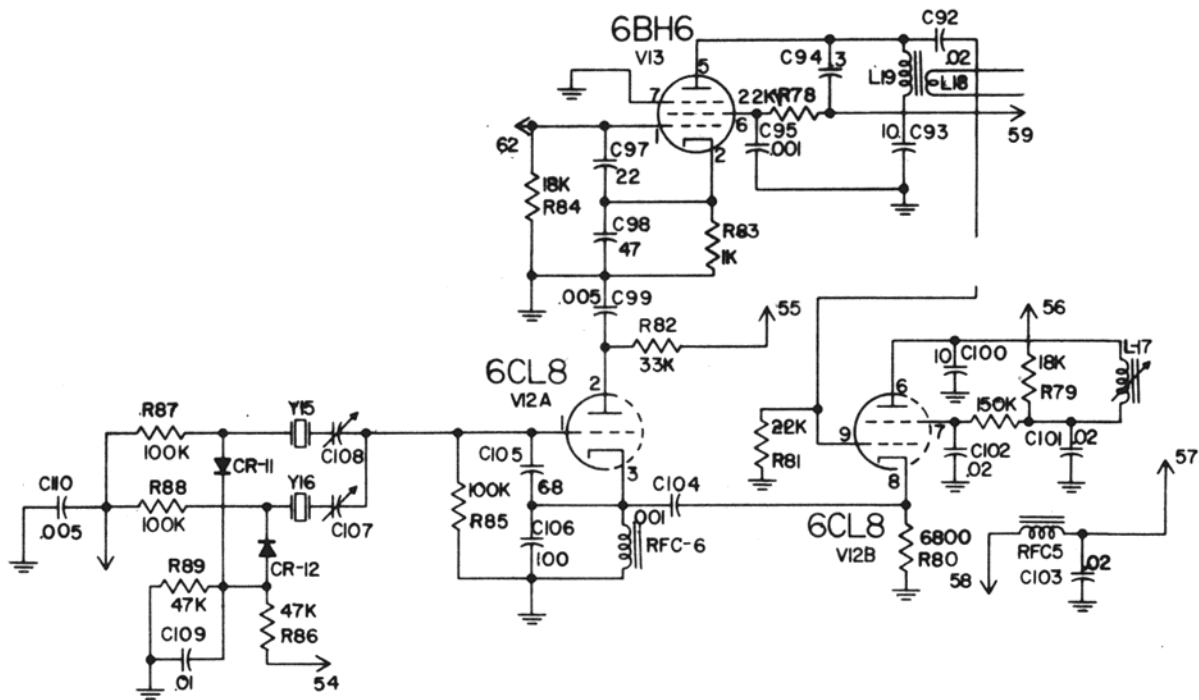 6BH6
V13
C92
.02
C94
3
L19
L18
5
7
22K R78
6
1
2
C95
.001
10
C93
59
62
C97
22
18K
R84
C98
47
R83
1K
.005
C99
55
R82
33K
56
6CL8
V12A
2
1
3
10
C100
18K
R79
L17
6
150K
9
7
8
22K
R81
C102
.02
C101
.02
57
R87
100K
Y15
C108
CR-11
C105
68
C110
.005
R88
100K
Y16
C107
100K
R85
C104
.001
C106
100
RFC-6
6CL8
V12B
6800
R80
RFC5
58
C103
.02
CR-12
R89
47K
47K
R86
C109
.01
54